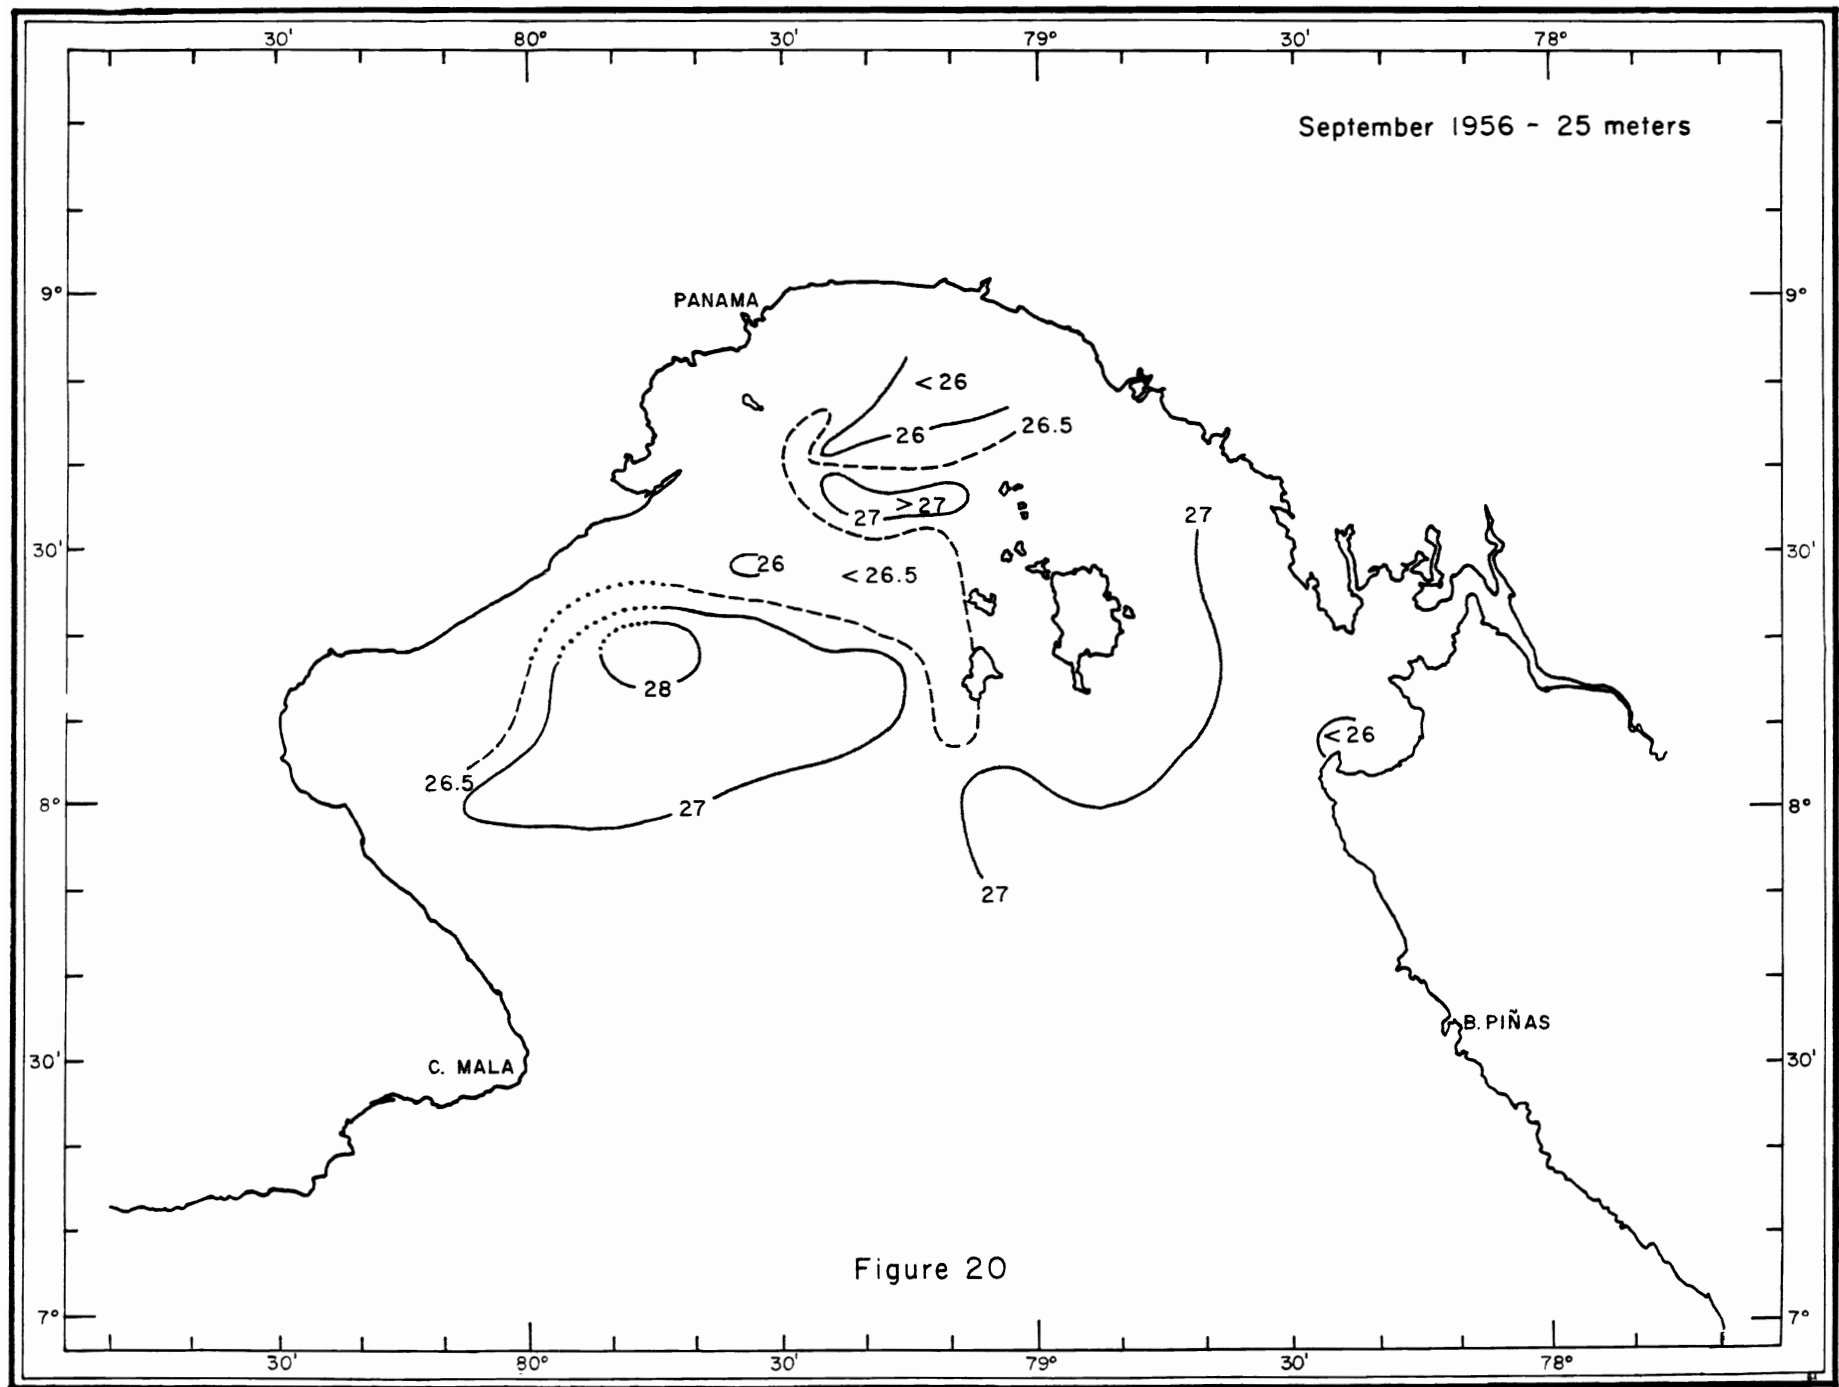 30' 80° 30' 79° 30' 78°
September 1956 - 25 meters
9° PANAMA 9°
< 26
26 26.5
> 27
27 27
30' 30'
26 < 26.5
28
< 26
26.5
8° 27 8°
27
B. PIÑAS
30' C. MALA 30'
Figure 20
7° 7°
30' 80° 30' 79° 30' 78°